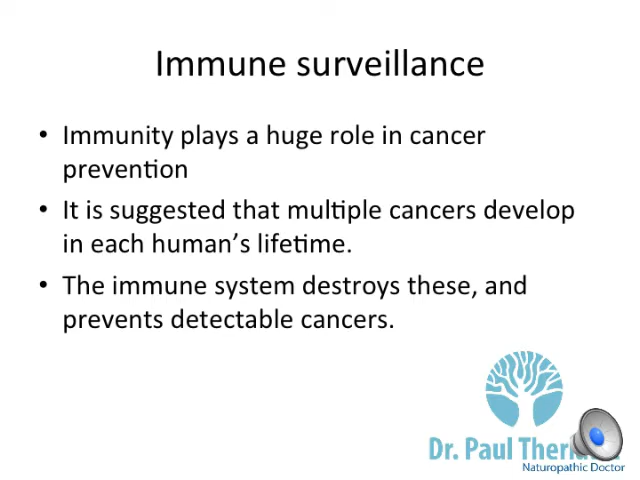 Immune surveillance
• Immunity plays a huge role in cancer
prevention
• It is suggested that multiple cancers develop
in each human’s lifetime.
• The immune system destroys these, and
prevents detectable cancers.
Dr. Paul
Naturopathic Doctor